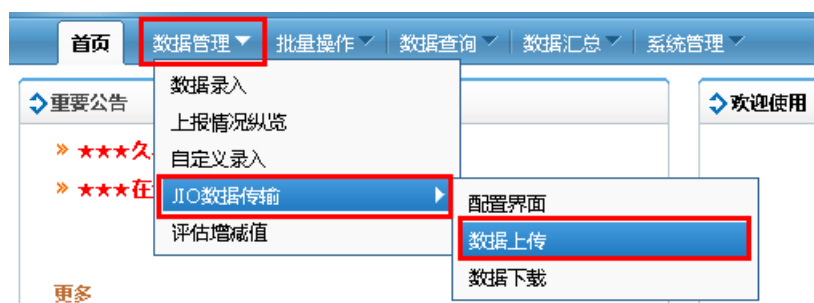 首页 数据管理 批量操作 数据查询 数据汇总 系统管理
重要公告
欢迎使用
数据录入
上报情况纵览
自定义录入
JIO数据传输
评估增减值
配置界面
数据上传
数据下载
★★★久
★★★在
更多